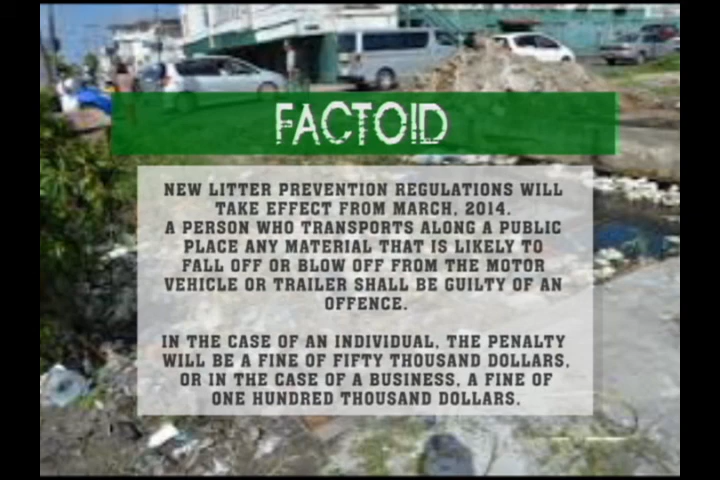 FACTOID
NEW LITTER PREVENTION REGULATIONS WILL
TAKE EFFECT FROM MARCH, 2014.
A PERSON WHO TRANSPORTS ALONG A PUBLIC
PLACE ANY MATERIAL THAT IS LIKELY TO
FALL OFF OR BLOW OFF FROM THE MOTOR
VEHICLE OR TRAILER SHALL BE GUILTY OF AN
OFFENCE.
IN THE CASE OF AN INDIVIDUAL, THE PENALTY
WILL BE A FINE OF FIFTY THOUSAND DOLLARS,
OR IN THE CASE OF A BUSINESS, A FINE OF
ONE HUNDRED THOUSAND DOLLARS.